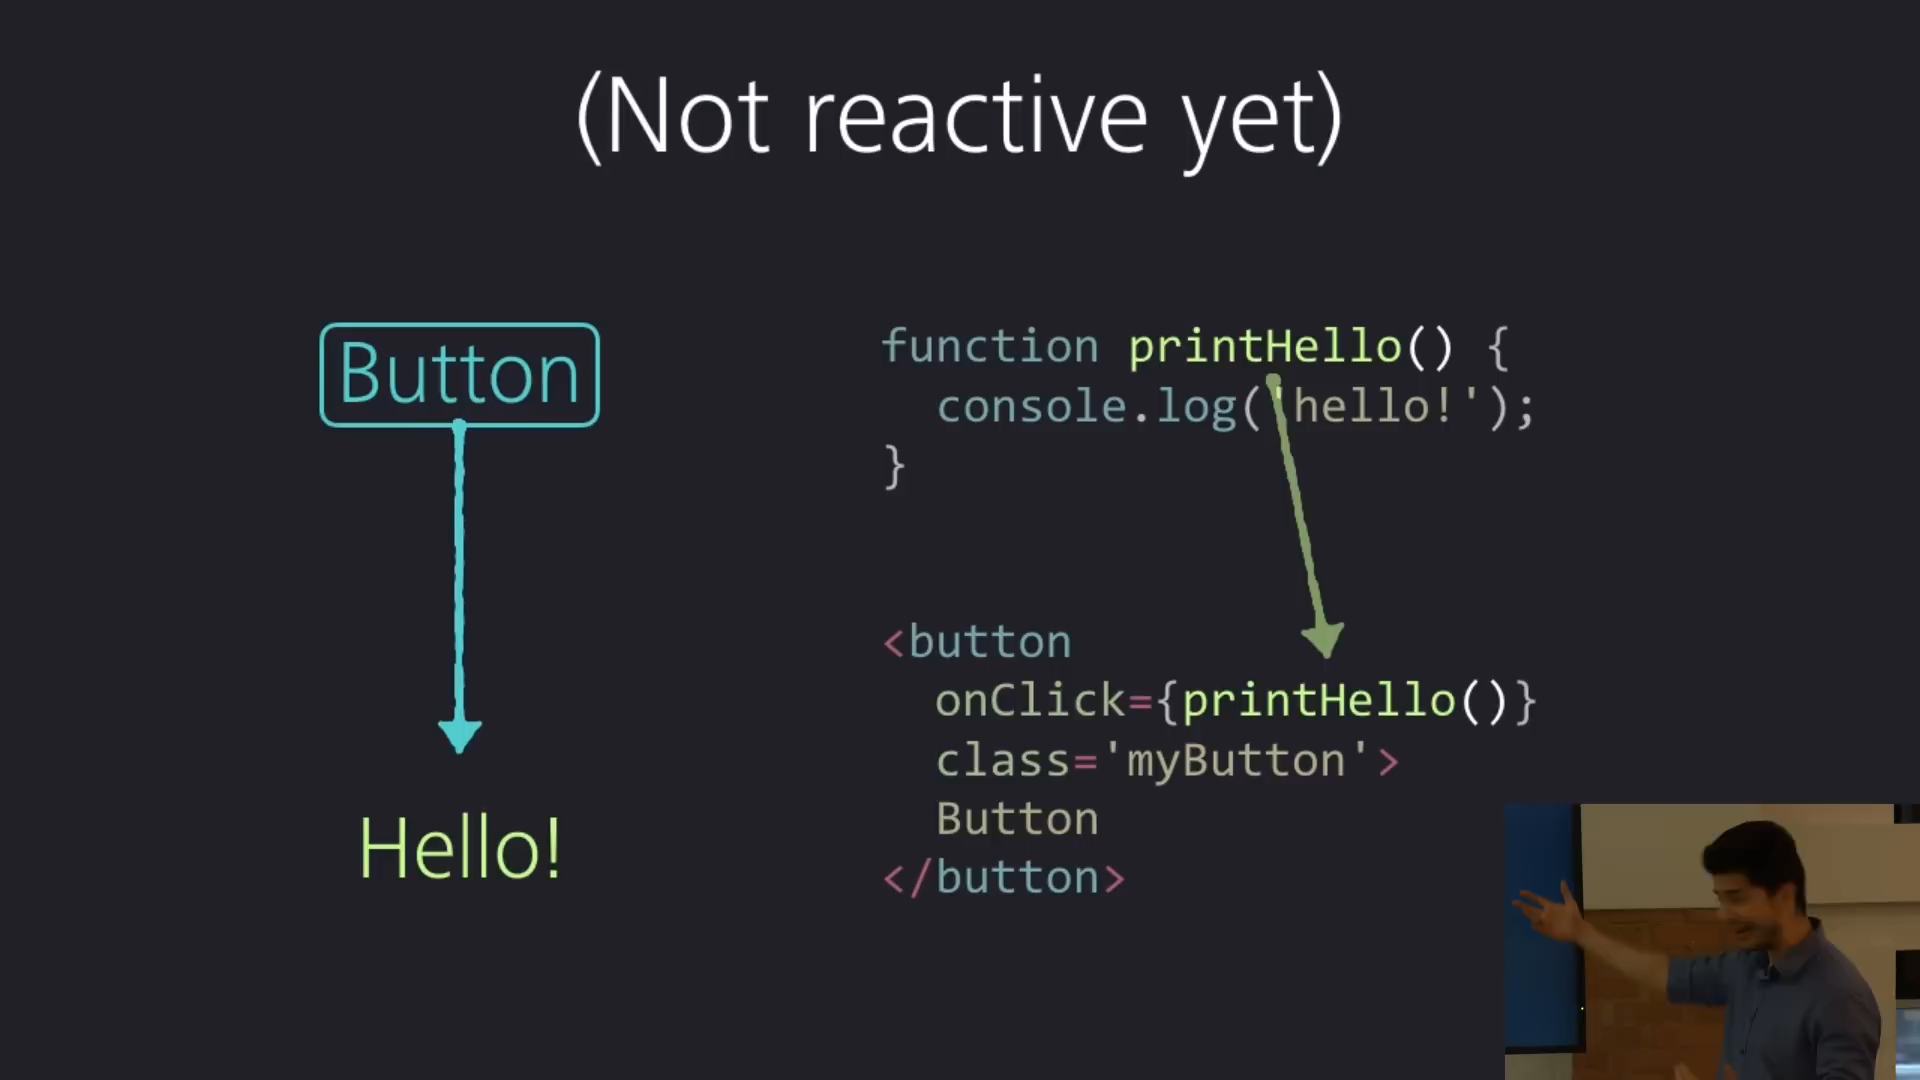 (Not reactive yet)
Button
Hello!
function printHello() {
console.log('hello!');
}
<button
onClick={printHello()}
class='myButton'>
Button
</button>